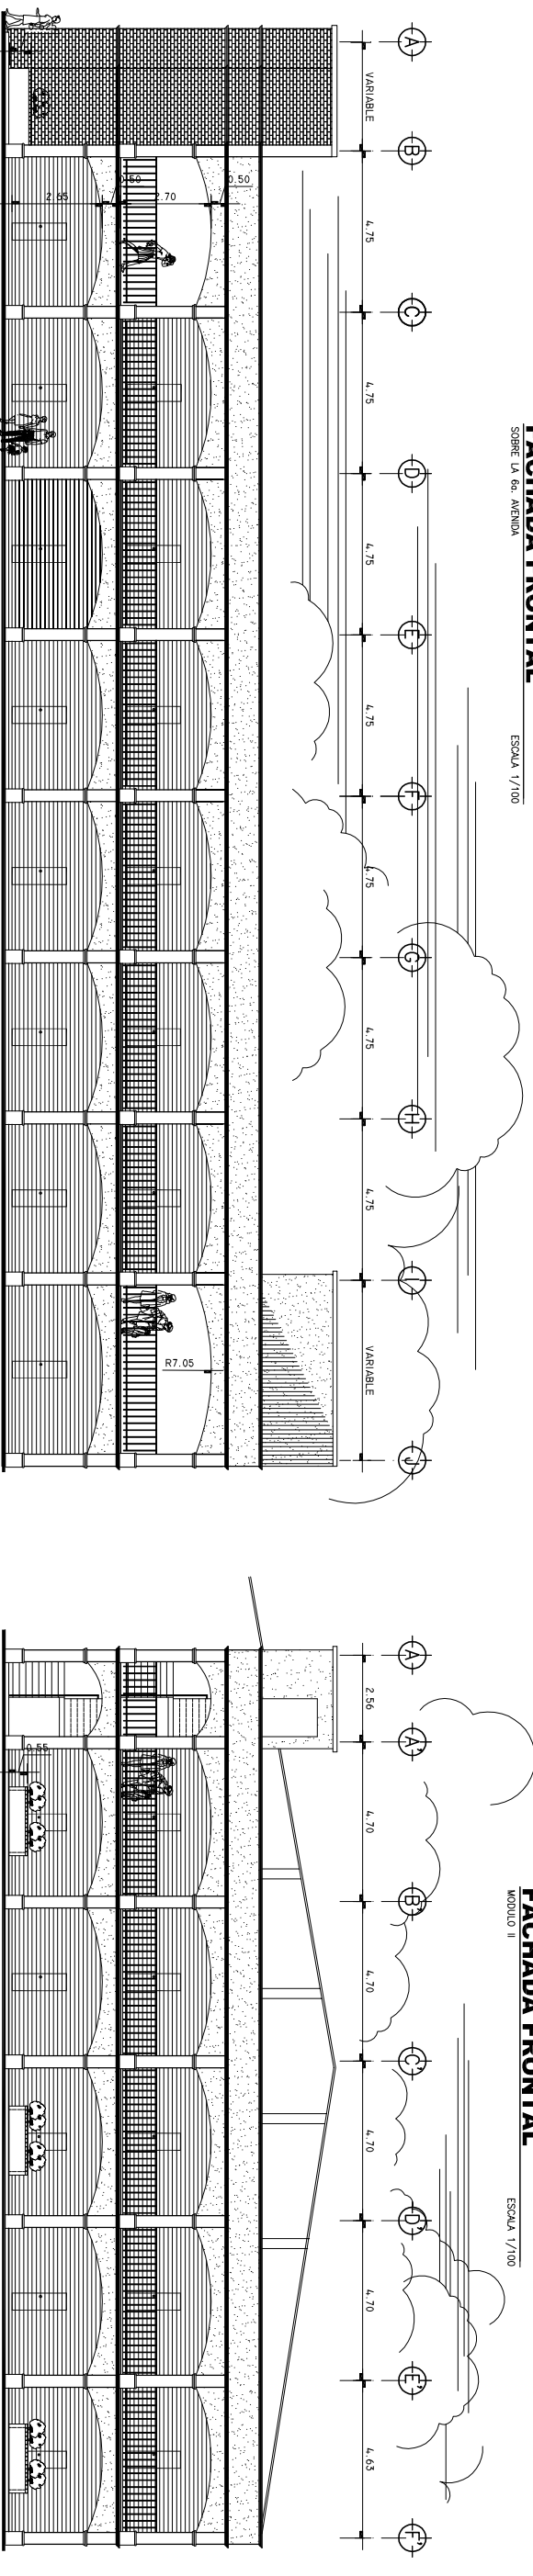 FACHADA FRONTAL
SOBRE LA 6a. AVENIDA
ESCALA 1/100
A B C D E F G H I J
VARIABLE 4.75 4.75 4.75 4.75 4.75 4.75 4.75 VARIABLE
0.50
2.70
0.50
2.65
R7.05
FACHADA FRONTAL
MODULO II
ESCALA 1/100
A A' B' C' D' E' F'
2.56 4.70 4.70 4.70 4.70 4.63
0.55